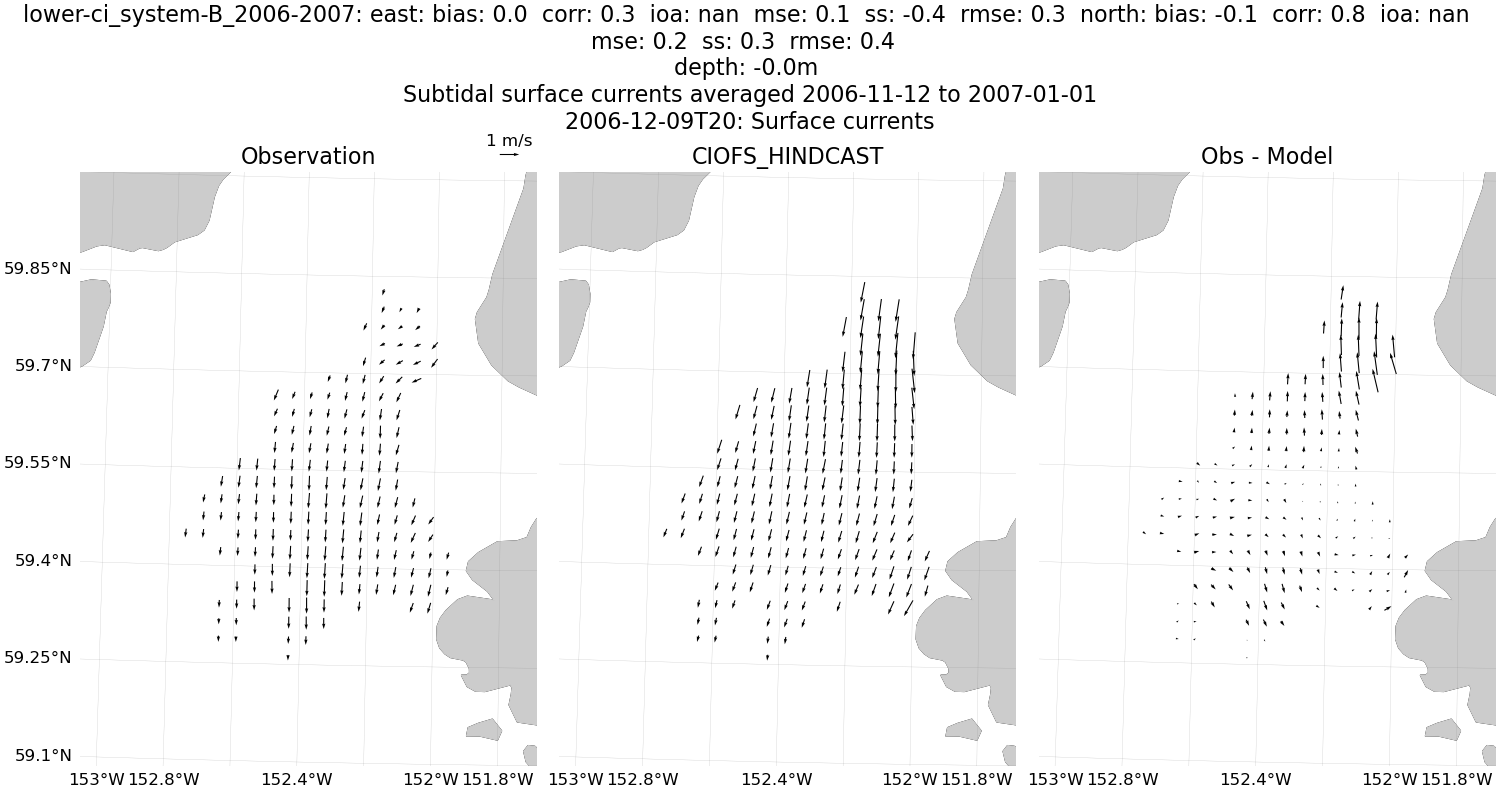 lower-ci_system-B_2006-2007: east: bias: 0.0  corr: 0.3  ioa: nan  mse: 0.1  ss: -0.4  rmse: 0.3  north: bias: -0.1  corr: 0.8  ioa: nan
mse: 0.2  ss: 0.3  rmse: 0.4
depth: -0.0m
Subtidal surface currents averaged 2006-11-12 to 2007-01-01
2006-12-09T20: Surface currents
1 m/s
Observation
CIOFS_HINDCAST
Obs - Model
59.85°N
59.7°N
59.55°N
59.4°N
59.25°N
59.1°N
153°W 152.8°W 152.4°W 152°W 151.8°W
153°W 152.8°W 152.4°W 152°W 151.8°W
153°W 152.8°W 152.4°W 152°W 151.8°W